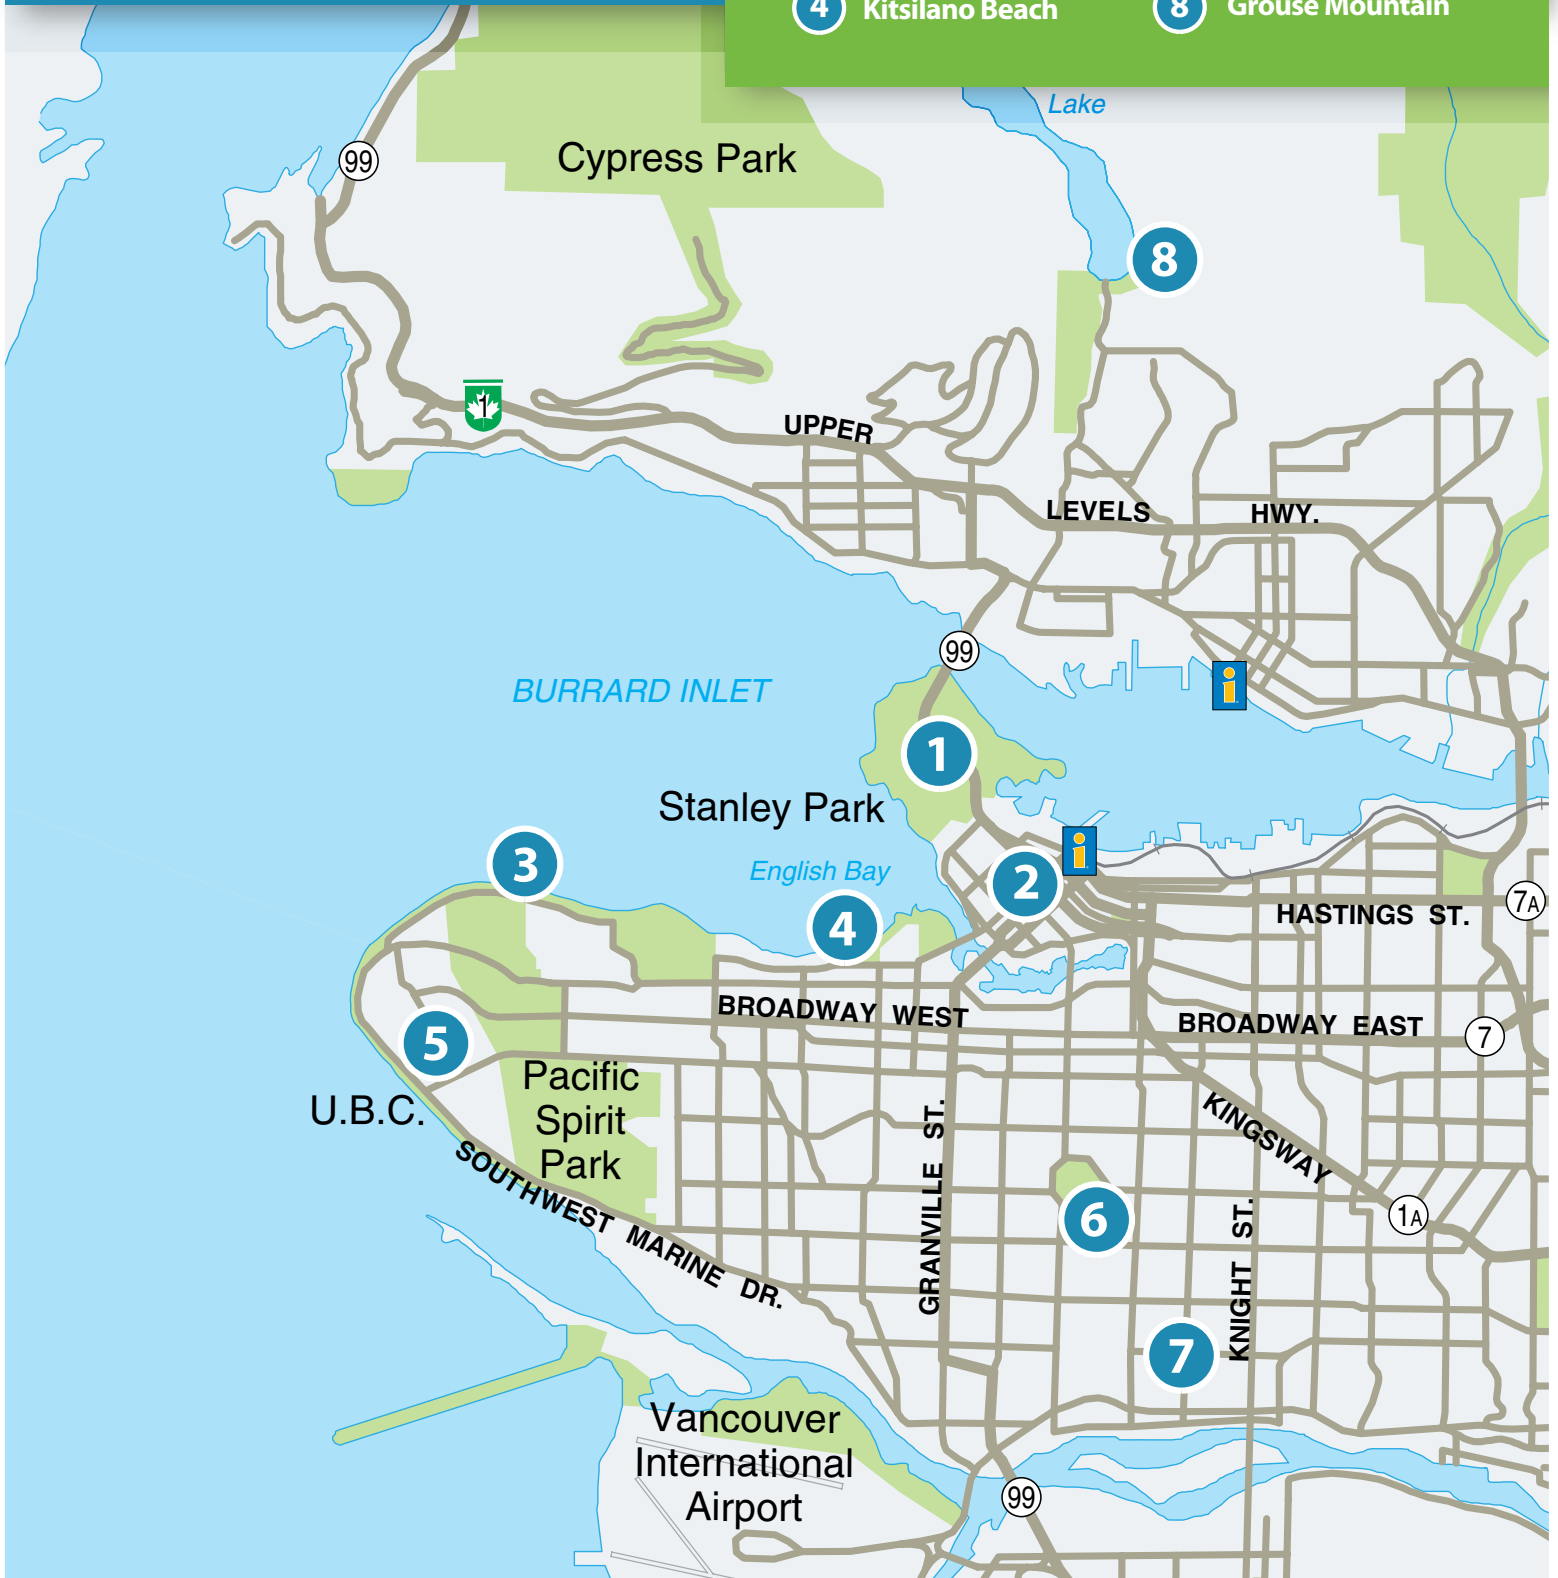 4 Kitsilano Beach
8 Grouse Mountain
Lake
Cypress Park
99
8
1
UPPER
LEVELS
HWY.
99
i
BURRARD INLET
1
Stanley Park
i
3
English Bay
2
4
7A
HASTINGS ST.
BROADWAY WEST
BROADWAY EAST
7
5
Pacific
Spirit
Park
U.B.C.
SOUTHWEST MARINE DR.
GRANVILLE ST.
KINGSWAY
1A
6
KNIGHT ST.
7
Vancouver
International
Airport
99